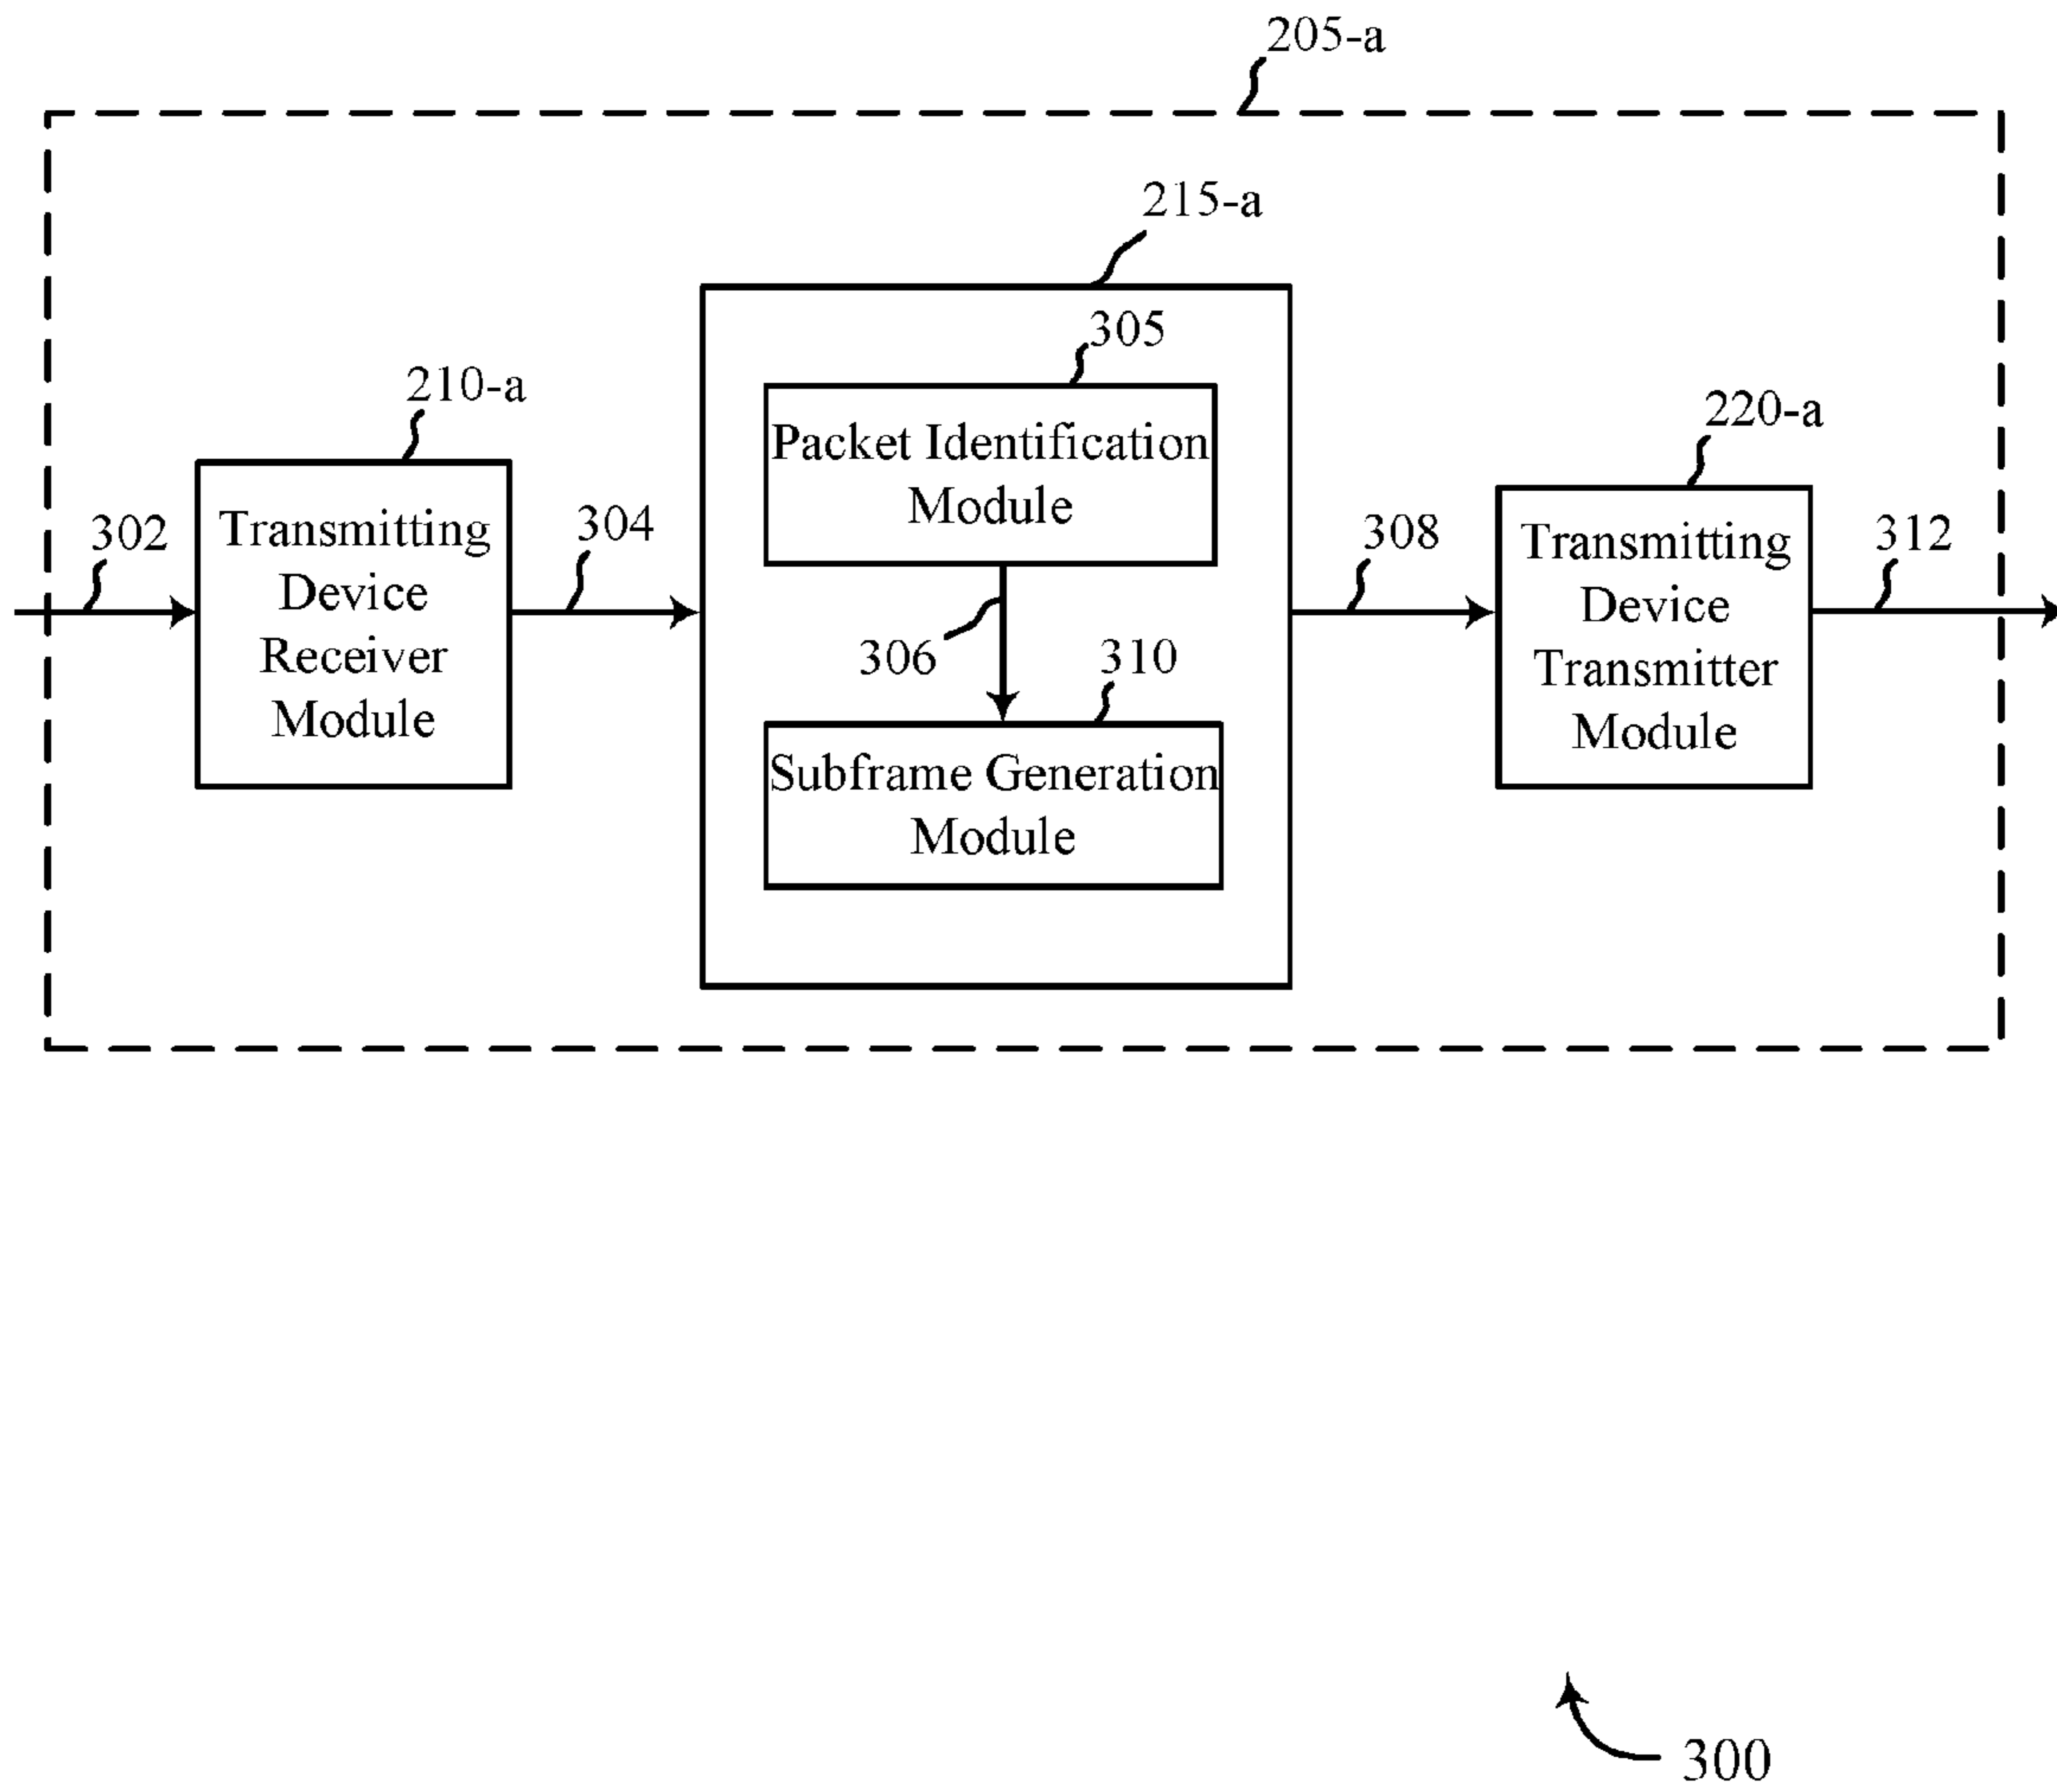 205-a
215-a
305
210-a
Packet Identification
Module
220-a
302
Transmitting
Device
Receiver
Module
304
306
310
Subframe Generation
Module
308
Transmitting
Device
Transmitter
Module
312
300